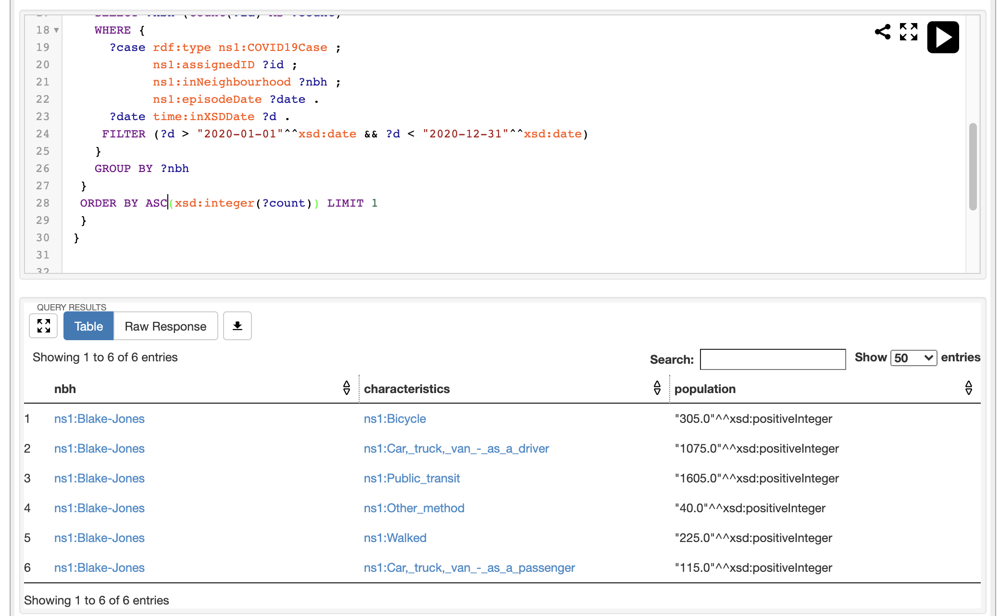 18 WHERE {
19 ?case rdf:type ns1:COVID19Case ;
20 ns1:assignedID ?id ;
21 ns1:inNeighbourhood ?nbh ;
22 ns1:episodeDate ?date .
23 ?date time:inXSDDate ?d .
24 FILTER (?d > "2020-01-01"^^xsd:date && ?d < "2020-12-31"^^xsd:date)
25 }
26 GROUP BY ?nbh
27 }
28 ORDER BY ASC(xsd:integer(?count)) LIMIT 1
29 }
30 }
31
32
QUERY RESULTS
Table Raw Response
Showing 1 to 6 of 6 entries Search: Show 50 entries
nbh characteristics population
1 ns1:Blake-Jones ns1:Bicycle "305.0"^^xsd:positiveInteger
2 ns1:Blake-Jones ns1:Car,_truck,_van_-_as_a_driver "1075.0"^^xsd:positiveInteger
3 ns1:Blake-Jones ns1:Public_transit "1605.0"^^xsd:positiveInteger
4 ns1:Blake-Jones ns1:Other_method "40.0"^^xsd:positiveInteger
5 ns1:Blake-Jones ns1:Walked "225.0"^^xsd:positiveInteger
6 ns1:Blake-Jones ns1:Car,_truck,_van_-_as_a_passenger "115.0"^^xsd:positiveInteger
Showing 1 to 6 of 6 entries